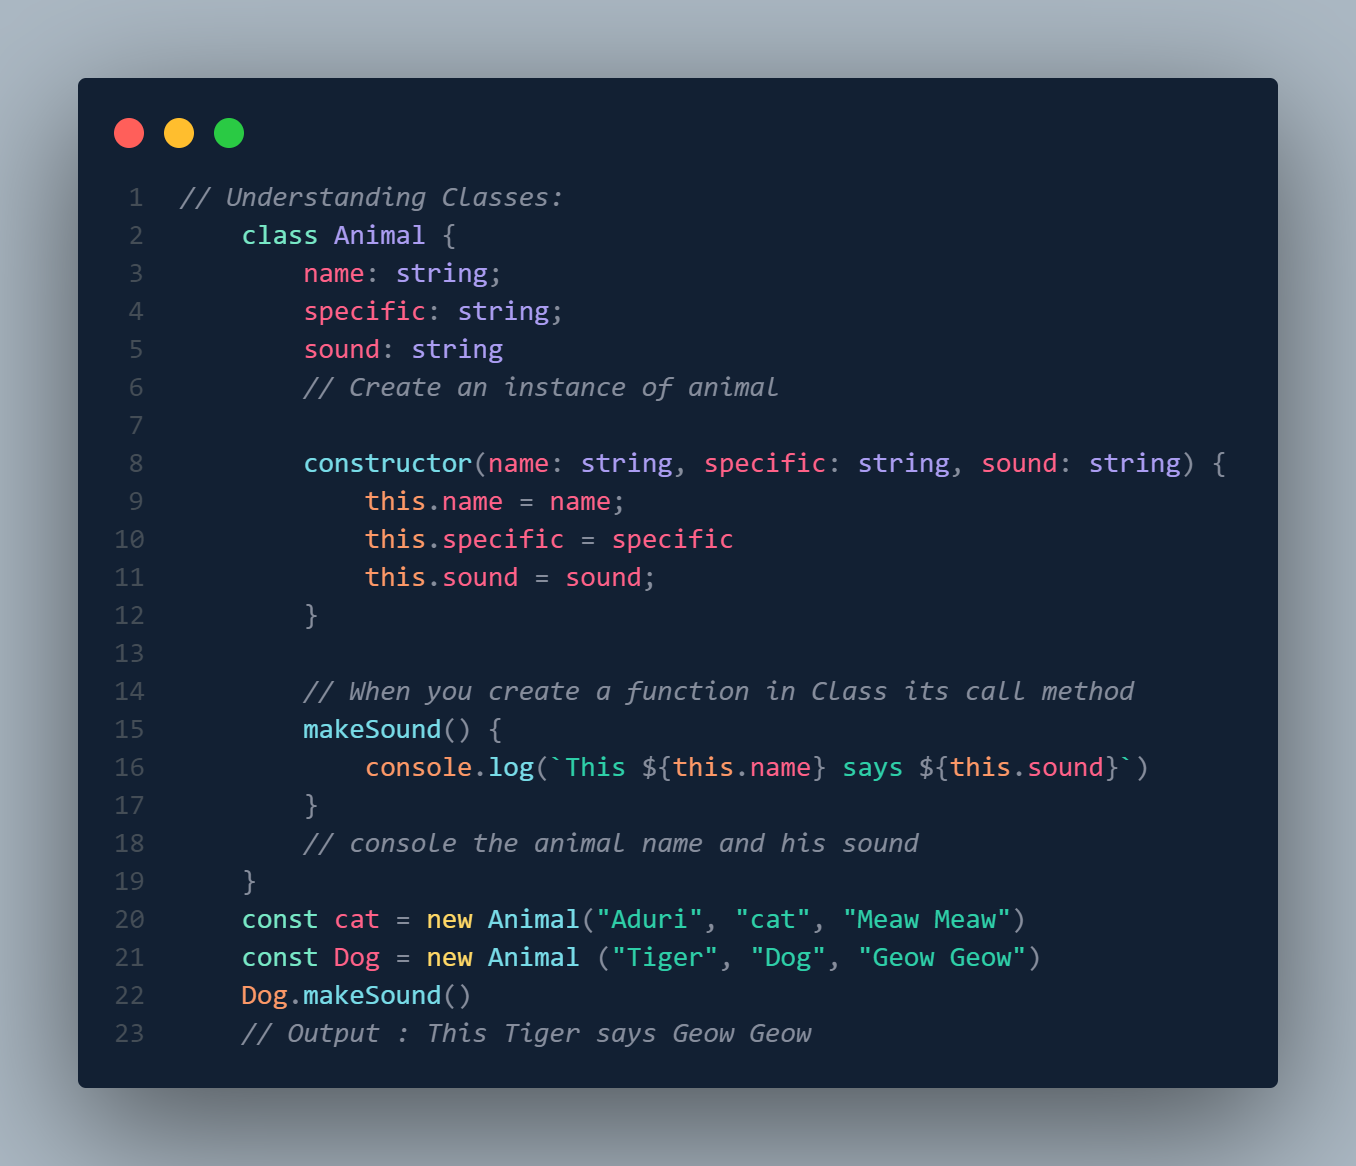 1 // Understanding Classes:
2 class Animal {
3 name: string;
4 specific: string;
5 sound: string
6 // Create an instance of animal
7
8 constructor(name: string, specific: string, sound: string) {
9 this.name = name;
10 this.specific = specific
11 this.sound = sound;
12 }
13
14 // When you create a function in Class its call method
15 makeSound() {
16 console.log(`This ${this.name} says ${this.sound}`)
17 }
18 // console the animal name and his sound
19 }
20 const cat = new Animal("Aduri", "cat", "Meaw Meaw")
21 const Dog = new Animal ("Tiger", "Dog", "Geow Geow")
22 Dog.makeSound()
23 // Output : This Tiger says Geow Geow